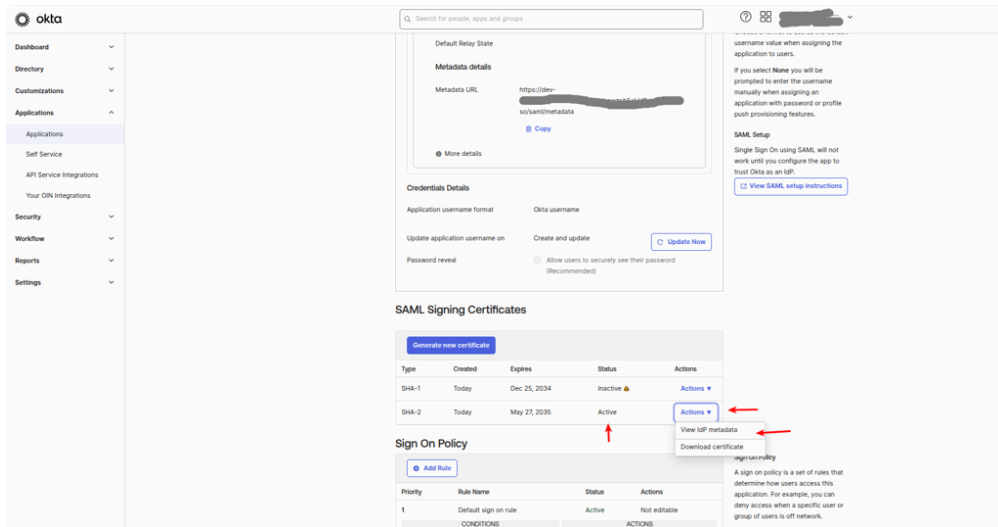 okta
Search for people, apps and groups
Dashboard
Directory
Customizations
Applications
Applications
Self Service
API Service Integrations
Your OIN Integrations
Security
Workflow
Reports
Settings
Default Relay State
Metadata details
Metadata URL
https://dev-
so/saml/metadata
Copy
More details
Credentials Details
Application username format
Okta username
Update application username on
Create and update
Update Now
Password reveal
Allow users to securely see their password
(Recommended)
SAML Signing Certificates
Generate new certificate
Type Created Expires Status Actions
SHA-1 Today Dec 25, 2034 Inactive Actions ▼
SHA-2 Today May 27, 2035 Active Actions ▼
View IdP metadata
Download certificate
Sign On Policy
Add Rule
Priority Rule Name Status Actions
1 Default sign on rule Active Not editable
CONDITIONS ACTIONS
username value when assigning the
application to users.
If you select None you will be
prompted to enter the username
manually when assigning an
application with password or profile
push provisioning features.
SAML Setup
Single Sign On using SAML will not
work until you configure the app to
trust Okta as an IdP.
View SAML setup instructions
Sign On Policy
A sign on policy is a set of rules that
determine how users access this
application. For example, you can
deny access when a specific user or
group of users is off network.